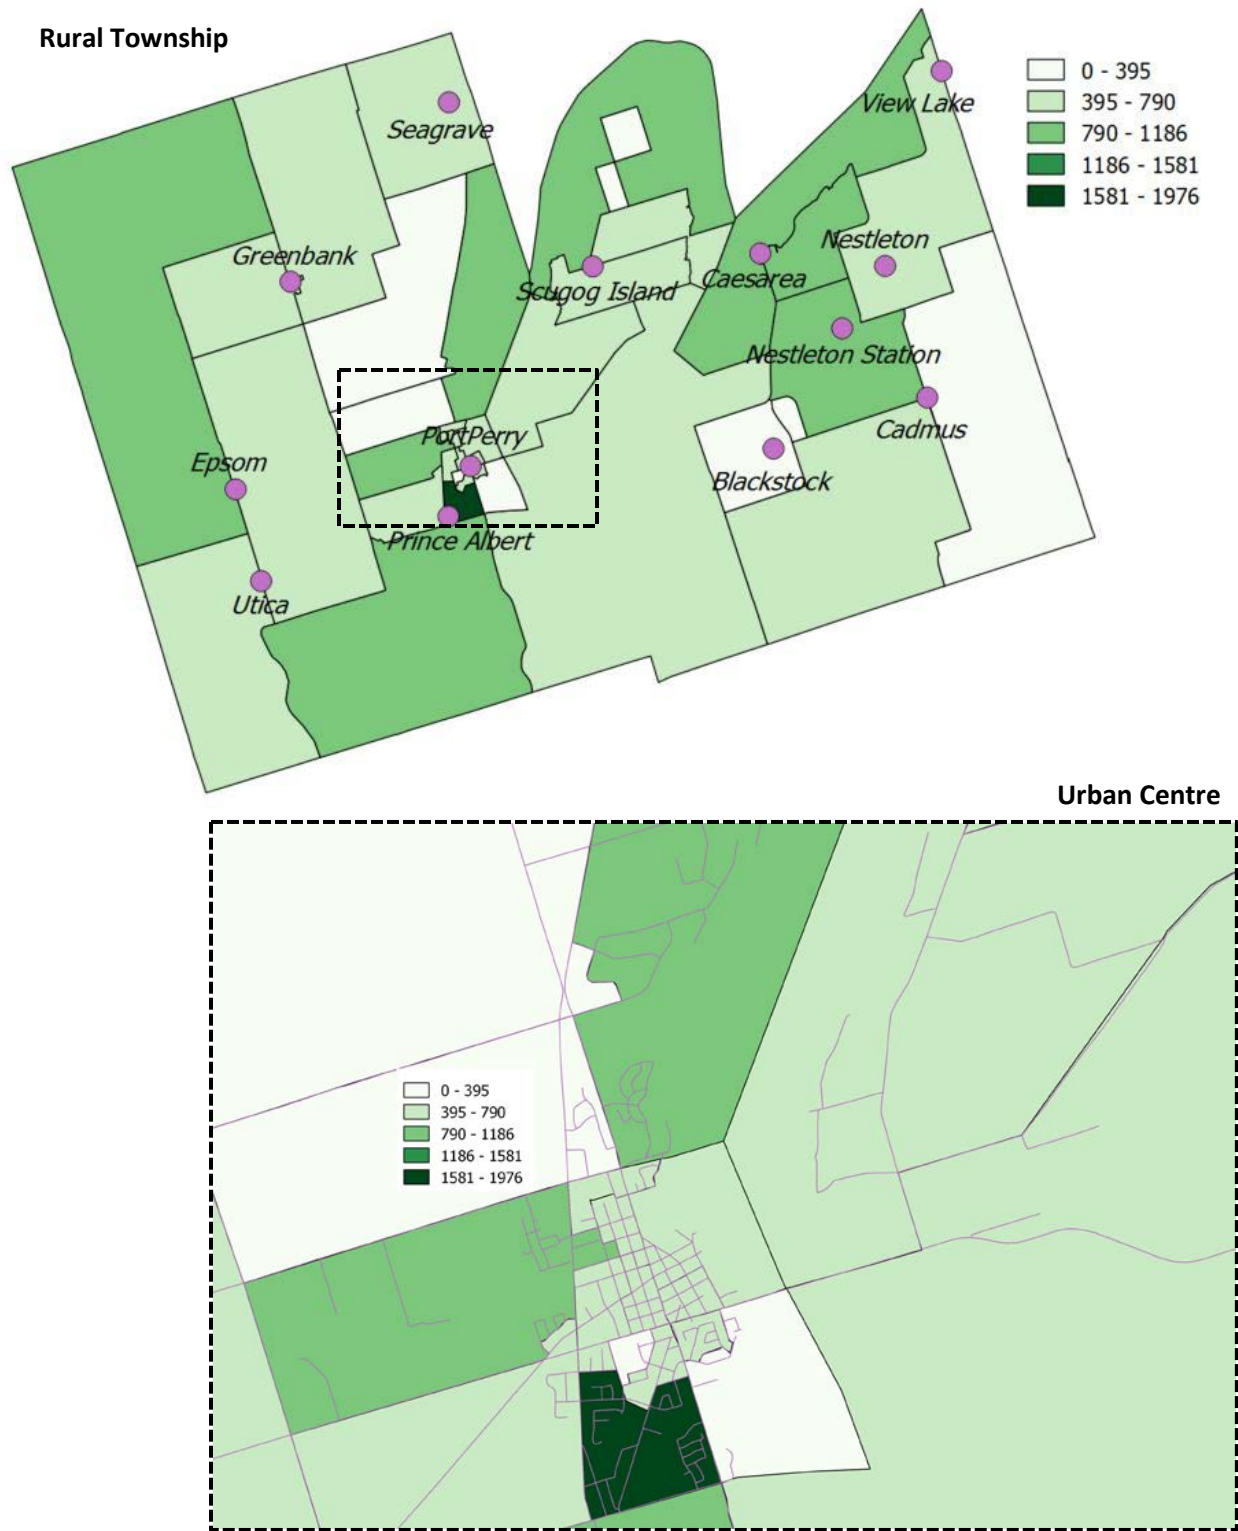 Rural Township
0 - 395
395 - 790
790 - 1186
1186 - 1581
1581 - 1976
View Lake
Seagrave
Greenbank
Nestleton
Scugog Island
Caesarea
Nestleton Station
PortPerry
Cadmus
Epsom
Blackstock
Prince Albert
Utica
Urban Centre
0 - 395
395 - 790
790 - 1186
1186 - 1581
1581 - 1976